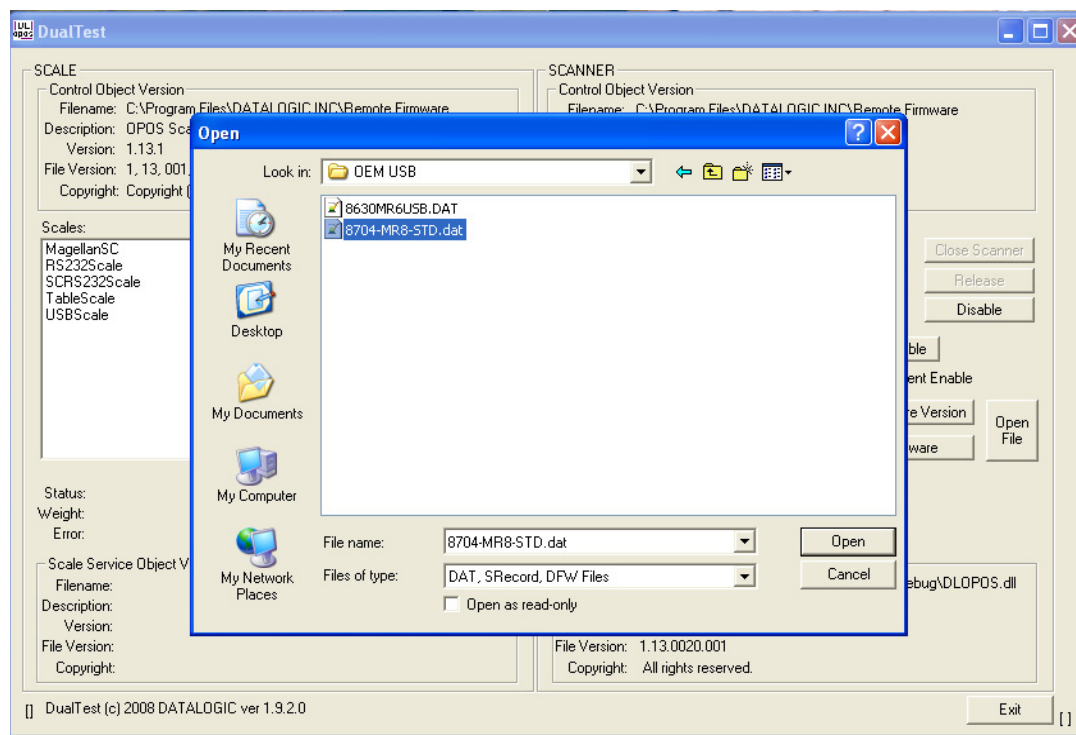 UL
opos
DualTest
SCALE
Control Object Version
Filename: C:\Program Files\DATALOGIC INC\Remote Firmware
Description: OPOS Sca
Version: 1.13.1
File Version: 1, 13, 001,
Copyright: Copyright (
Scales:
MagellanSC
RS232Scale
SCRS232Scale
TableScale
USBScale
Status:
Weight:
Error:
Scale Service Object V
Filename:
Description:
Version:
File Version:
Copyright:
SCANNER
Control Object Version
Filename: C:\Program Files\DATALOGIC INC\Remote Firmware
Close Scanner
Release
Disable
ble
ent Enable
re Version
Open
File
ware
ebug\DLOPOS.dll
File Version: 1.13.0020.001
Copyright: All rights reserved.
Open
Look in: OEM USB
My Recent
Documents
Desktop
My Documents
My Computer
My Network
Places
8630MR6USB.DAT
8704-MR8-STD.dat
File name: 8704-MR8-STD.dat
Open
Files of type: DAT, SRecord, DFW Files
Cancel
Open as read-only
[] DualTest (c) 2008 DATALOGIC ver 1.9.2.0
Exit
[ ]